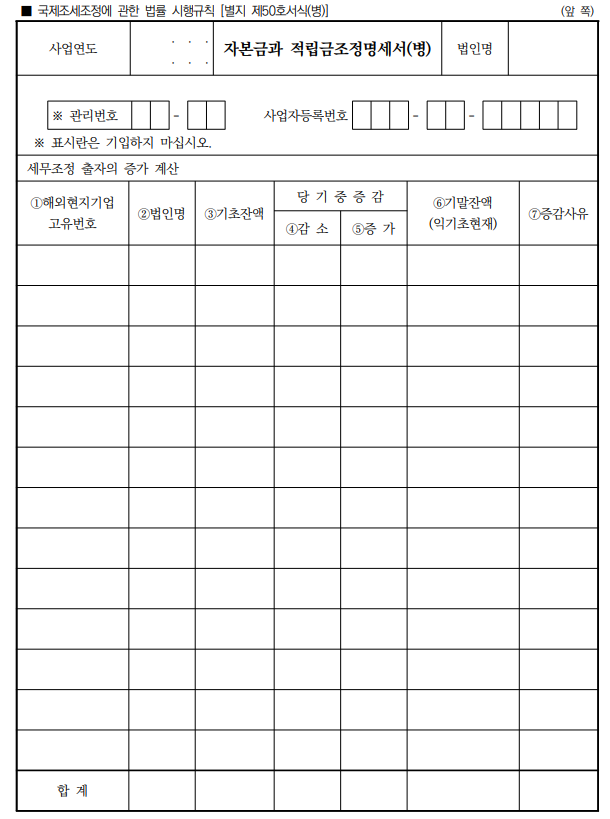 ■ 국제조세조정에 관한 법률 시행규칙 [별지 제50호서식(병)] (앞 쪽)
사업연도 . . . 자본금과 적립금조정명세서(병) 법인명
. . .
※ 관리번호 - 사업자등록번호 - -
※ 표시란은 기입하지 마십시오.
세무조정 출자의 증가 계산
①해외현지기업 고유번호 ②법인명 ③기초잔액 당 기 중 증 감 ⑥기말잔액 (익기초현재) ⑦증감사유
④감 소 ⑤증 가
합 계